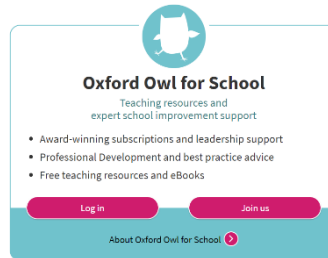 Oxford Owl for School
Teaching resources and
expert school improvement support
• Award-winning subscriptions and leadership support
• Professional Development and best practice advice
• Free teaching resources and eBooks
Log in
Join us
About Oxford Owl for School